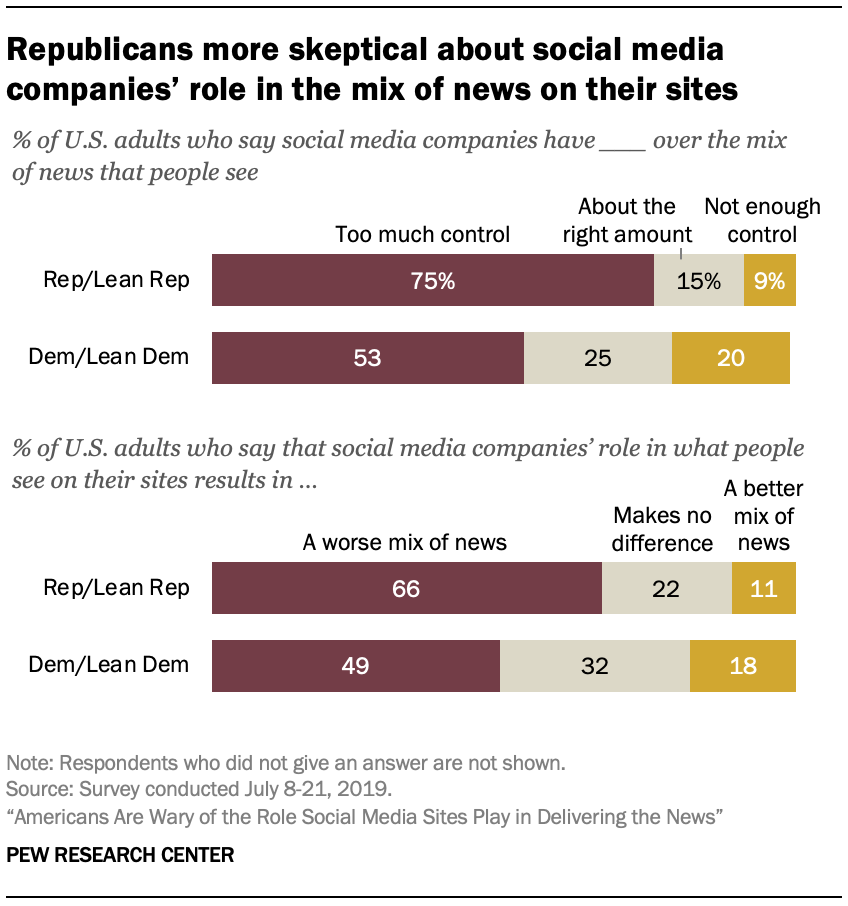 Republicans more skeptical about social media
companies’ role in the mix of news on their sites
% of U.S. adults who say social media companies have ___ over the mix
of news that people see
Too much control
About the
right amount
Not enough
control
Rep/Lean Rep
75%
15%
9%
Dem/Lean Dem
53
25
20
% of U.S. adults who say that social media companies’ role in what people
see on their sites results in ...
A worse mix of news
Makes no
difference
A better
mix of
news
Rep/Lean Rep
66
22
11
Dem/Lean Dem
49
32
18
Note: Respondents who did not give an answer are not shown.
Source: Survey conducted July 8-21, 2019.
“Americans Are Wary of the Role Social Media Sites Play in Delivering the News”
PEW RESEARCH CENTER